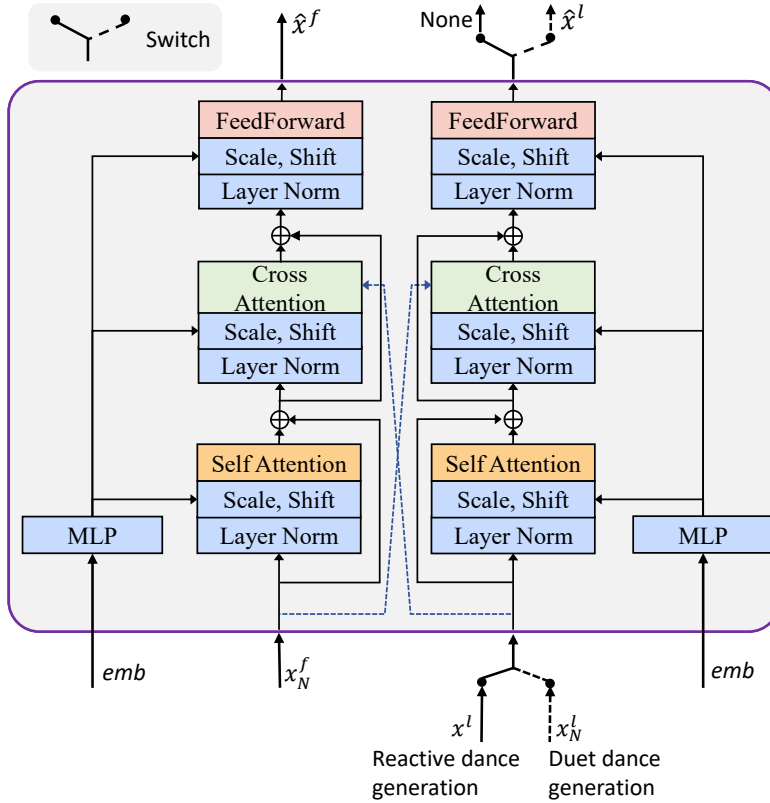 Switch
x̂^f
None
x̂^l
FeedForward
Scale, Shift
Layer Norm
FeedForward
Scale, Shift
Layer Norm
Cross
Attention
Scale, Shift
Layer Norm
Cross
Attention
Scale, Shift
Layer Norm
Self Attention
Scale, Shift
Layer Norm
Self Attention
Scale, Shift
Layer Norm
MLP
MLP
emb
x_N^f
emb
x^l
x_N^l
Reactive dance
generation
Duet dance
generation